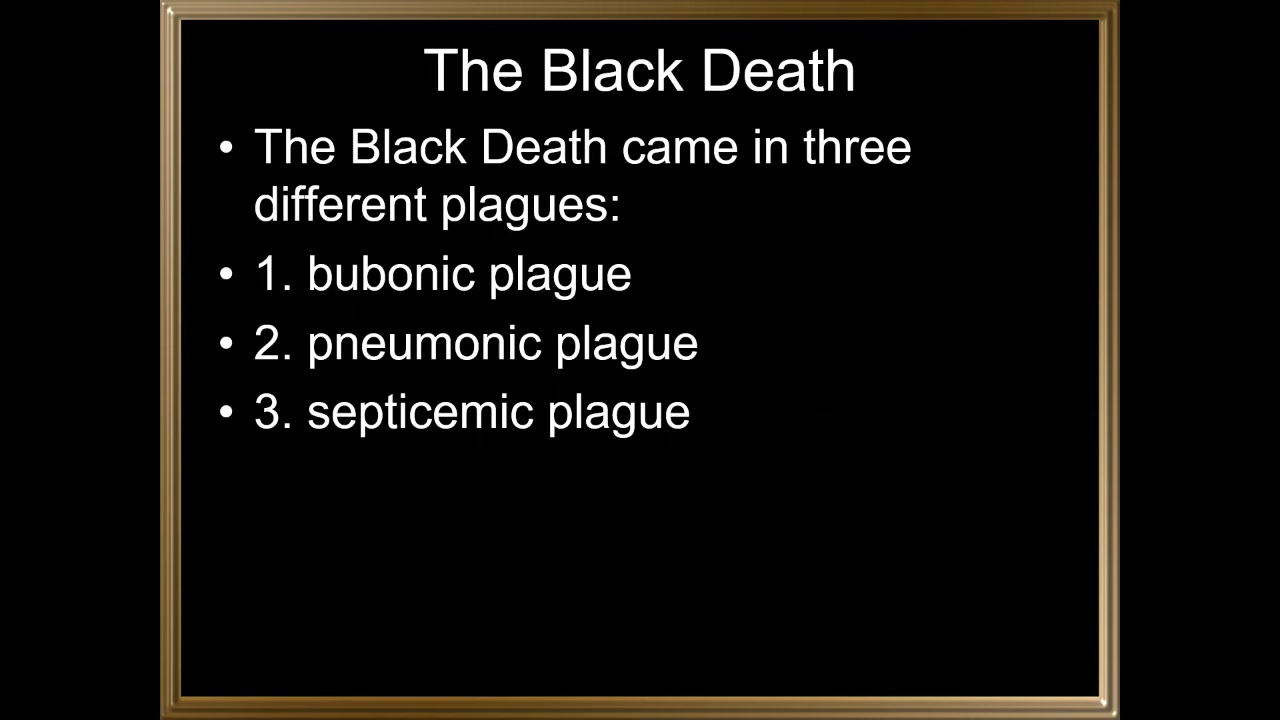 The Black Death
• The Black Death came in three
different plagues:
• 1. bubonic plague
• 2. pneumonic plague
• 3. septicemic plague